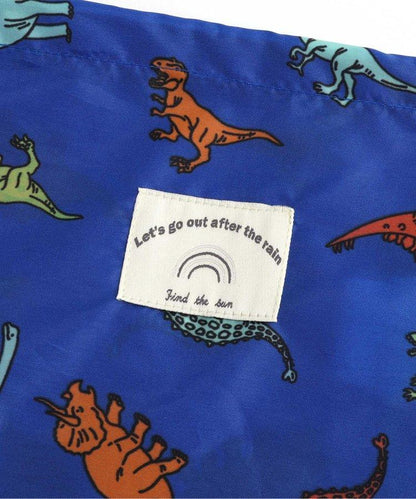 Let's go out after the rain
Find the sun